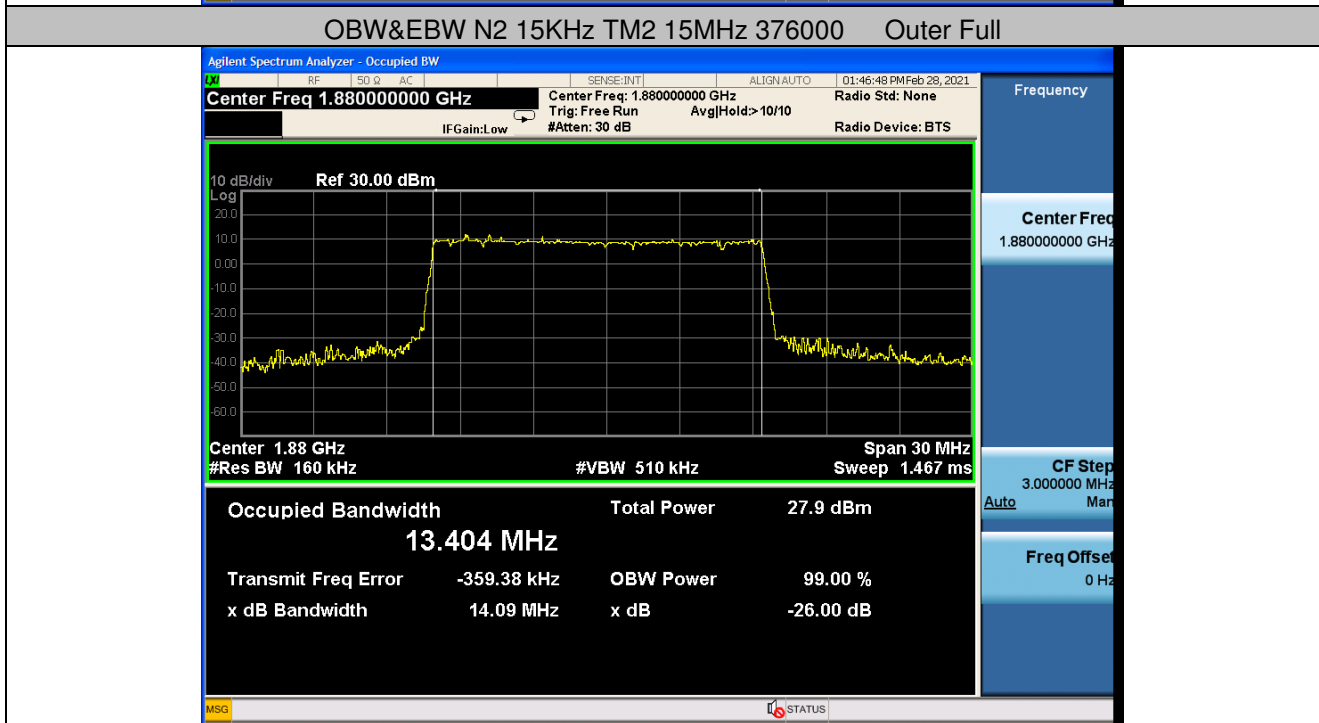 OBW&EBW N2 15KHz TM2 15MHz 376000 Outer Full
Agilent Spectrum Analyzer - Occupied BW
LXI RF 50 Ω AC SENSE:INT ALIGN AUTO 01:46:48 PM Feb 28, 2021
Center Freq 1.880000000 GHz
Center Freq: 1.880000000 GHz
Radio Std: None
Trig: Free Run Avg|Hold:>10/10
IFGain:Low #Atten: 30 dB Radio Device: BTS
Frequency
10 dB/div Ref 30.00 dBm
Log
20.0
10.0
0.00
-10.0
-20.0
-30.0
-40.0
-50.0
-60.0
Center 1.88 GHz Span 30 MHz
#Res BW 160 kHz #VBW 510 kHz Sweep 1.467 ms
Occupied Bandwidth Total Power 27.9 dBm
13.404 MHz
Transmit Freq Error -359.38 kHz OBW Power 99.00 %
x dB Bandwidth 14.09 MHz x dB -26.00 dB
Center Freq
1.880000000 GHz
CF Step
3.000000 MHz
Auto Man
Freq Offset
0 Hz
MSG STATUS